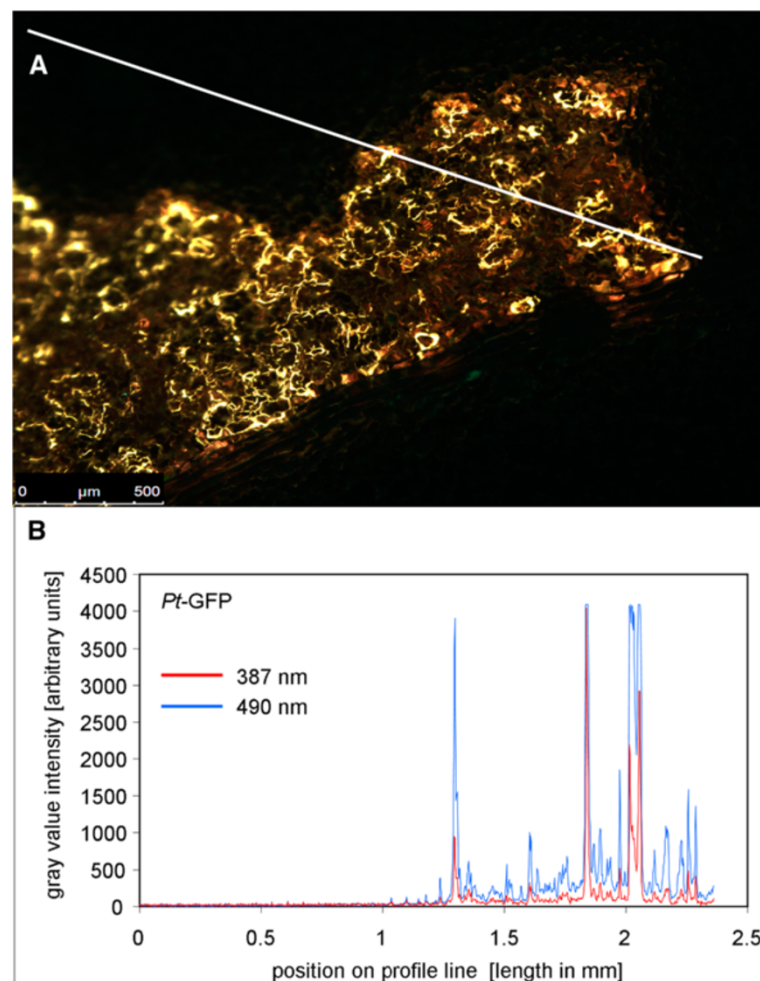 A
0 µm 500
B
4500
4000
3500
3000
2500
2000
1500
1000
500
0
gray value intensity [arbitrary units]
Pt-GFP
387 nm
490 nm
0 0.5 1 1.5 2 2.5
position on profile line [length in mm]